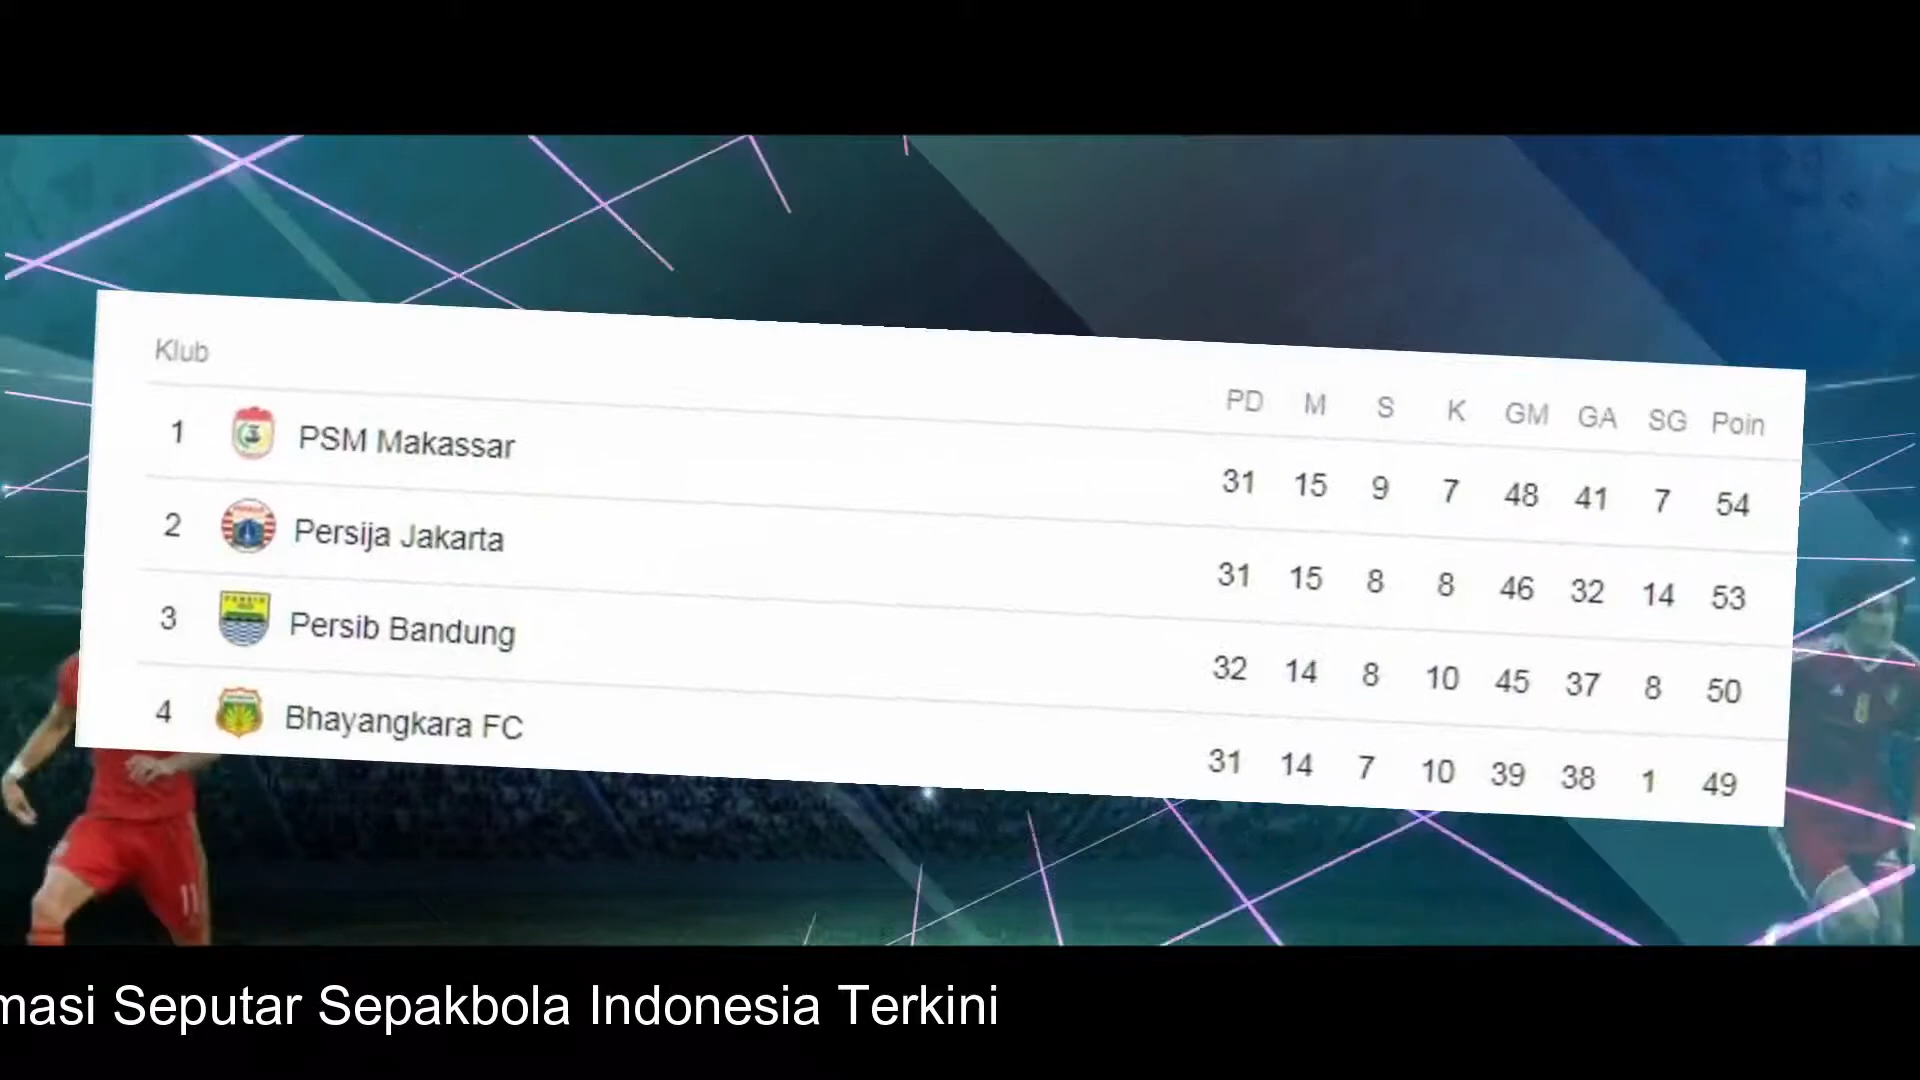 Klub PD M S K GM GA SG Poin
1 PSM Makassar 31 15 9 7 48 41 7 54
2 Persija Jakarta 31 15 8 8 46 32 14 53
3 Persib Bandung 32 14 8 10 45 37 8 50
4 Bhayangkara FC 31 14 7 10 39 38 1 49
masi Seputar Sepakbola Indonesia Terkini